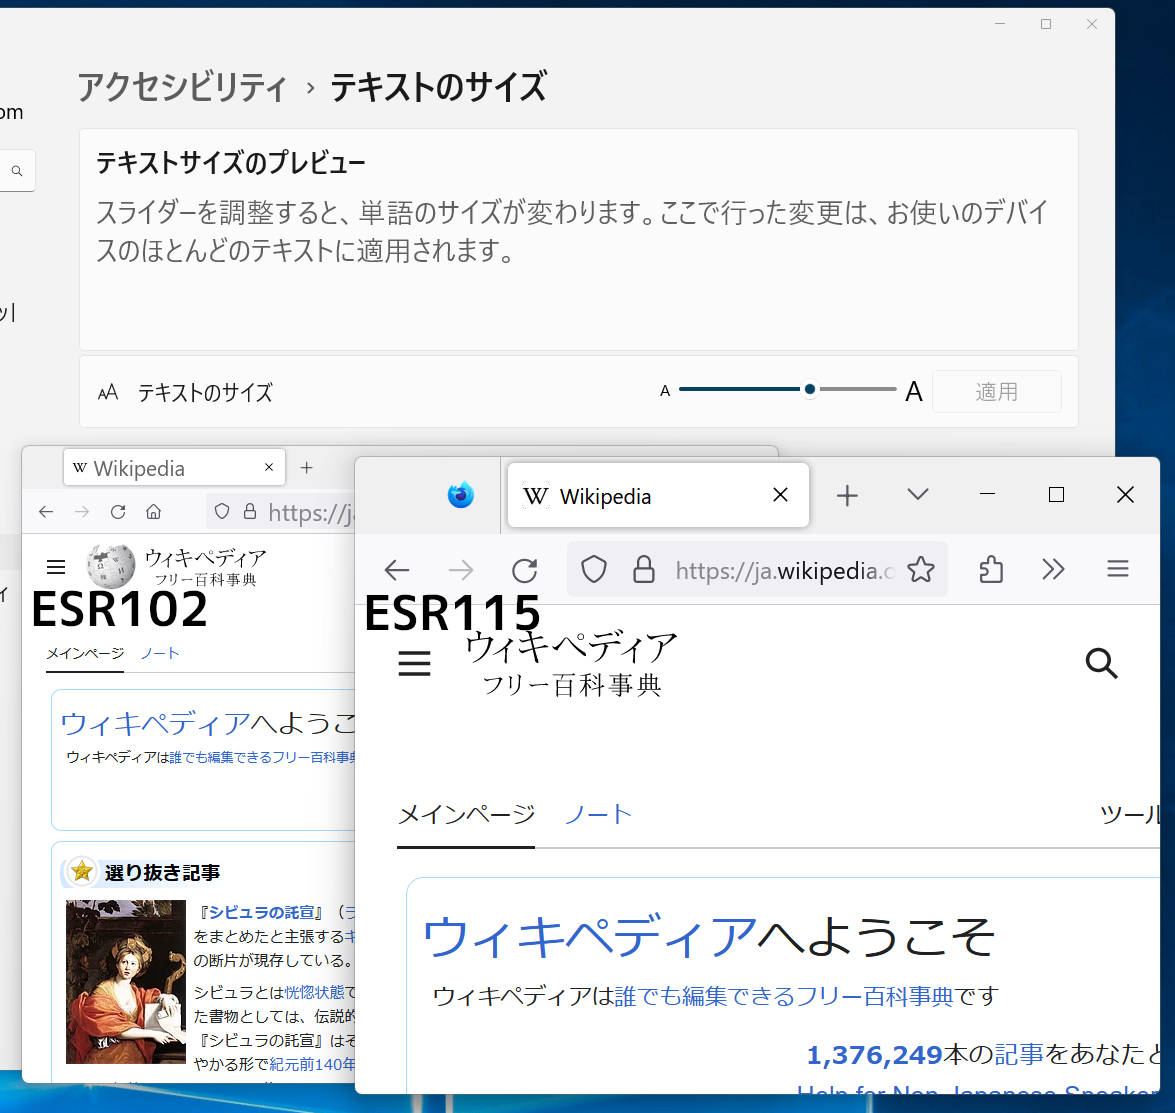 アクセシビリティ › テキストのサイズ
om
テキストサイズのプレビュー
スライダーを調整すると、単語のサイズが変わります。ここで行った変更は、お使いのデバイ
スのほとんどのテキストに適用されます。
テキストのサイズ
A
A
適用
W Wikipedia
https://ja
ウィキペディア
フリー百科事典
ESR102
メインページ ノート
ウィキペディアへようこ
ウィキペディアは誰でも編集できるフリー百科事典
選り抜き記事
『シビュラの託宣』（ラ
をまとめたと主張するキ
の断片が現存している。
シビュラとは恍惚状態で
た書物としては、伝説的
『シビュラの託宣』はそ
やかる形で紀元前140年
W Wikipedia
https://ja.wikipedia.o
ESR115
ウィキペディア
フリー百科事典
メインページ ノート ツール
ウィキペディアへようこそ
ウィキペディアは誰でも編集できるフリー百科事典です
1,376,249本の記事をあなたと
Help for Non-Japanese Speaker